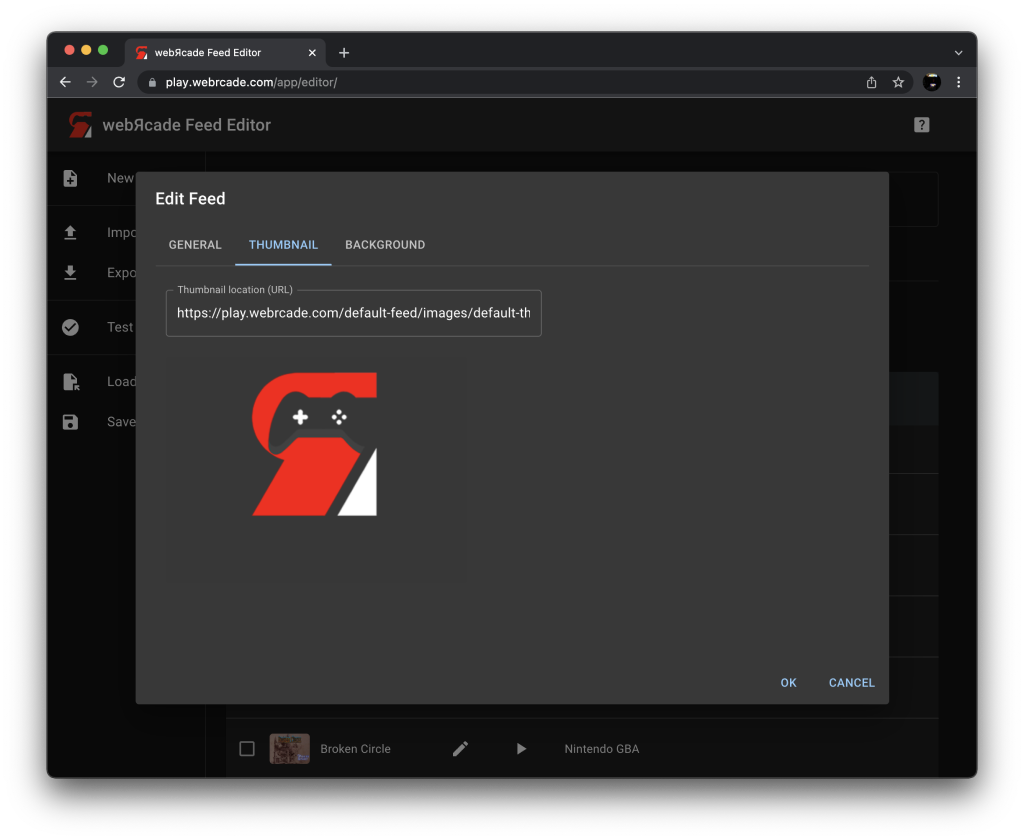 webЯcade Feed Editor
play.webrcade.com/app/editor/
webЯcade Feed Editor
New
Impo
Expo
Test
Load
Save
Edit Feed
GENERAL THUMBNAIL BACKGROUND
Thumbnail location (URL)
https://play.webrcade.com/default-feed/images/default-th
OK CANCEL
Broken Circle Nintendo GBA